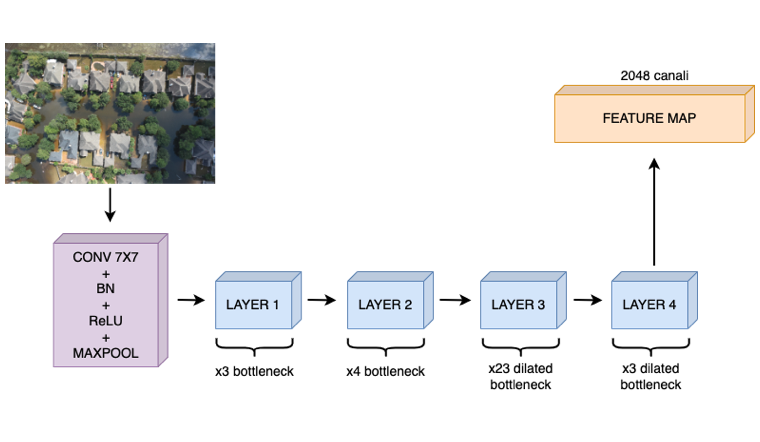 2048 canali
FEATURE MAP
CONV 7X7
+
BN
+
ReLU
+
MAXPOOL
LAYER 1
LAYER 2
LAYER 3
LAYER 4
x3 bottleneck
x4 bottleneck
x23 dilated
bottleneck
x3 dilated
bottleneck